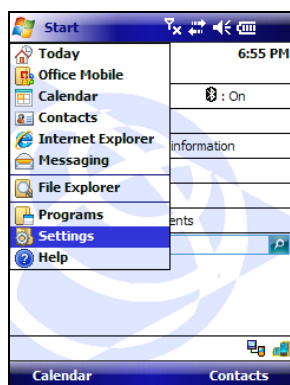 Start
Today
6:55 PM
Office Mobile
Calendar
: On
Contacts
Internet Explorer
information
Messaging
File Explorer
Programs
ents
Settings
Help
Calendar
Contacts